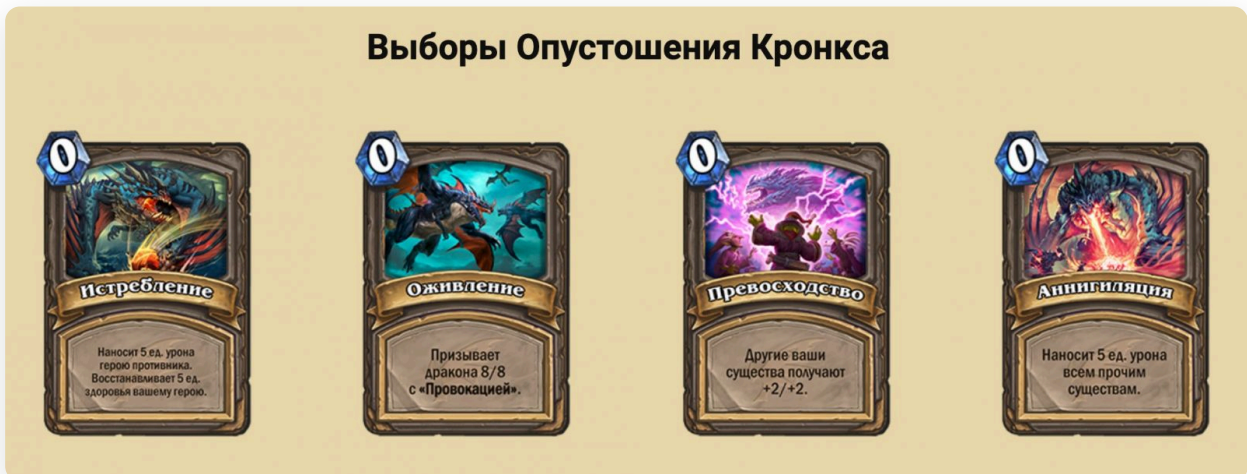 Выборы Опустошения Кронкса
0
Истребление
Наносит 5 ед. урона
герою противника.
Восстанавливает 5 ед.
здоровья вашему герою.
0
Оживление
Призывает
дракона 8/8
с «Провокацией».
0
Превосходство
Другие ваши
существа получают
+2/+2.
0
Аннигиляция
Наносит 5 ед. урона
всем прочим
существам.